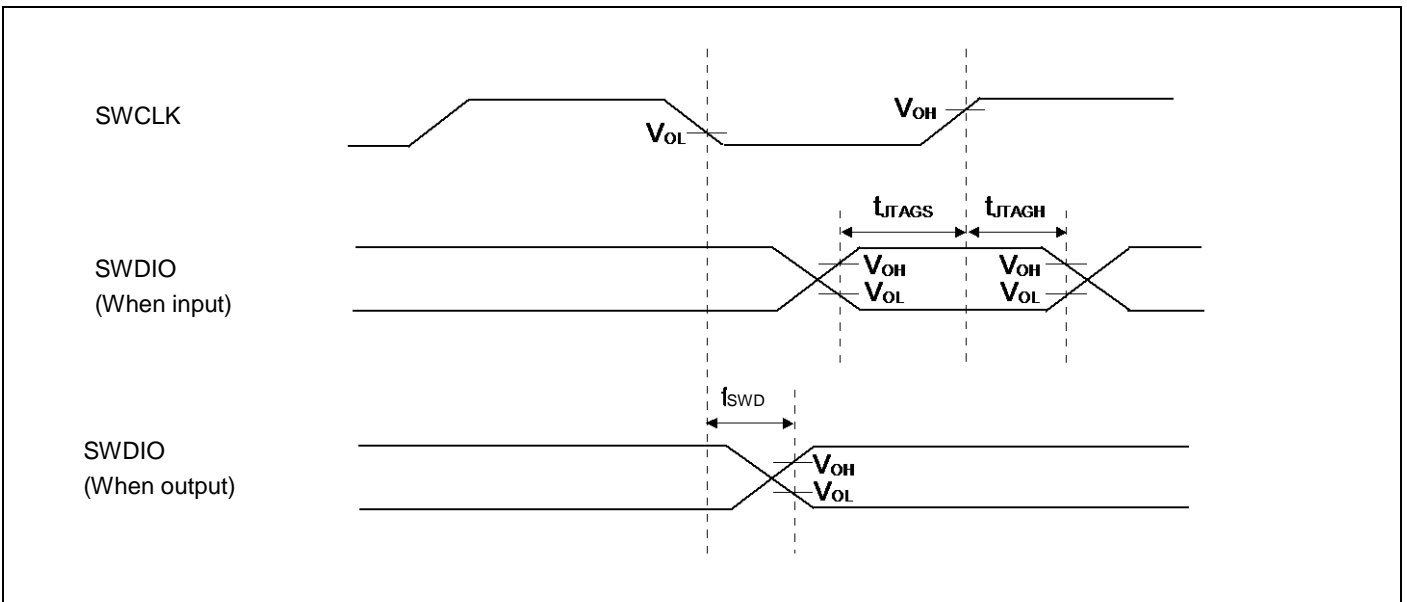 SWCLK
VOL
VOH
tJTAGS
tJTAGH
SWDIO
(When input)
VOH
VOL
VOH
VOL
tSWD
SWDIO
(When output)
VOH
VOL